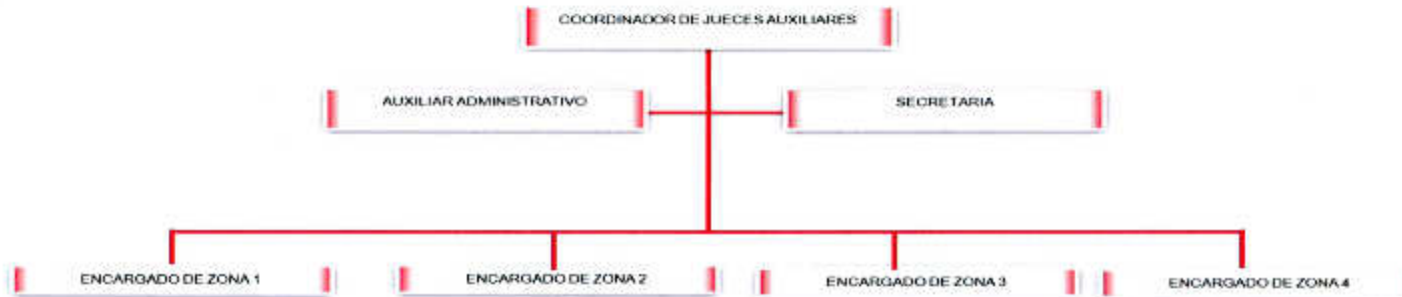 COORDINADOR DE JUECES AUXILIARES
AUXILIAR ADMINISTRATIVO
SECRETARIA
ENCARGADO DE ZONA 1
ENCARGADO DE ZONA 2
ENCARGADO DE ZONA 3
ENCARGADO DE ZONA 4